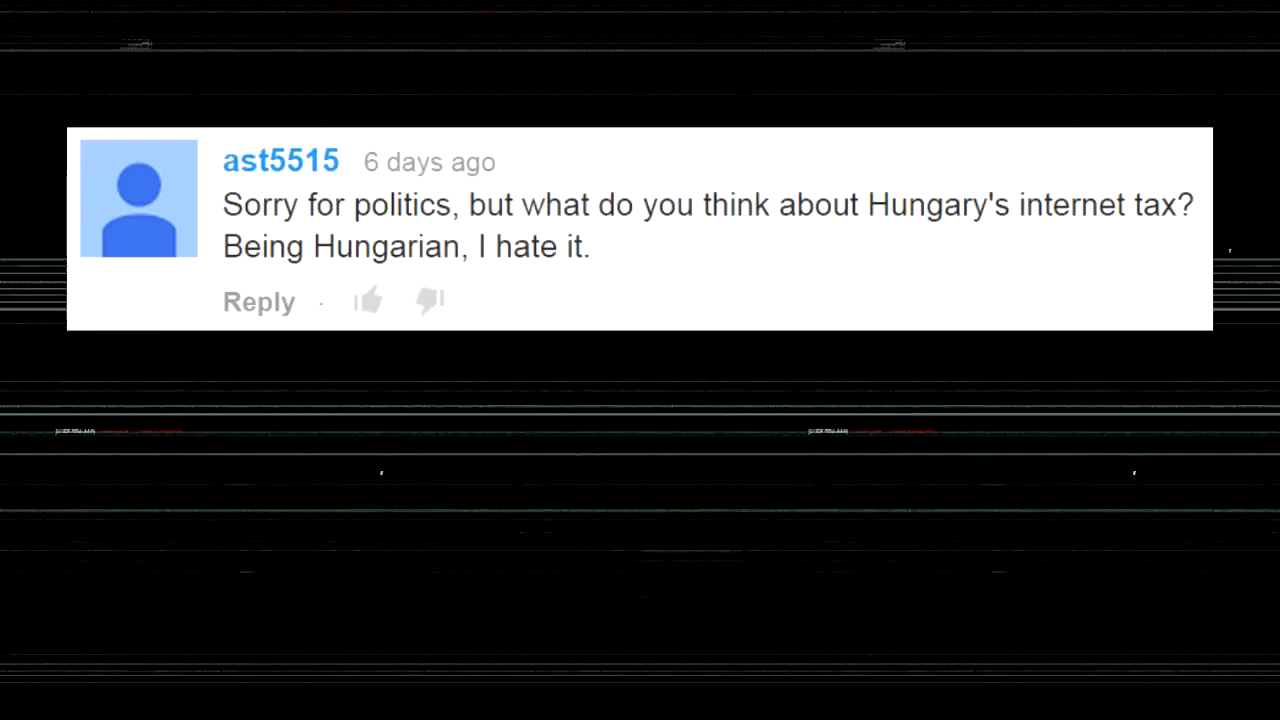 ast5515 6 days ago
Sorry for politics, but what do you think about Hungary's internet tax?
Being Hungarian, I hate it.
Reply ·